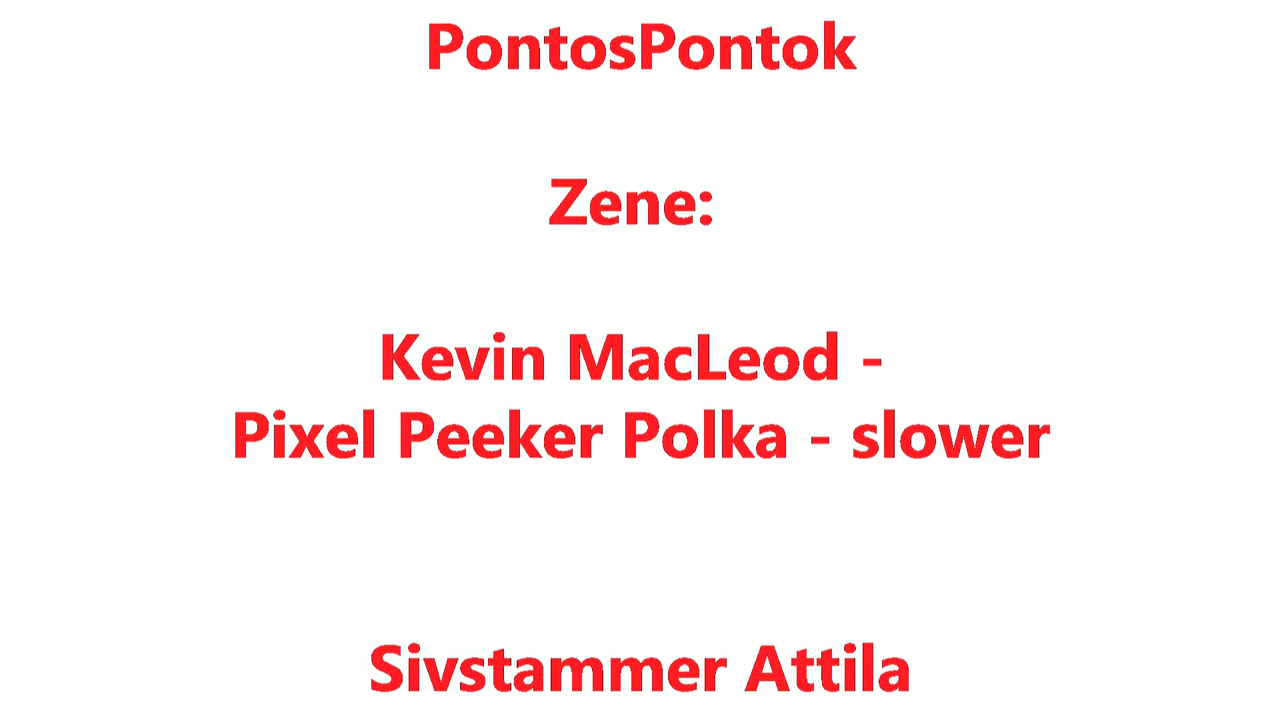 PontosPontok
Zene:
Kevin MacLeod -
Pixel Peeker Polka - slower
Sivstammer Attila